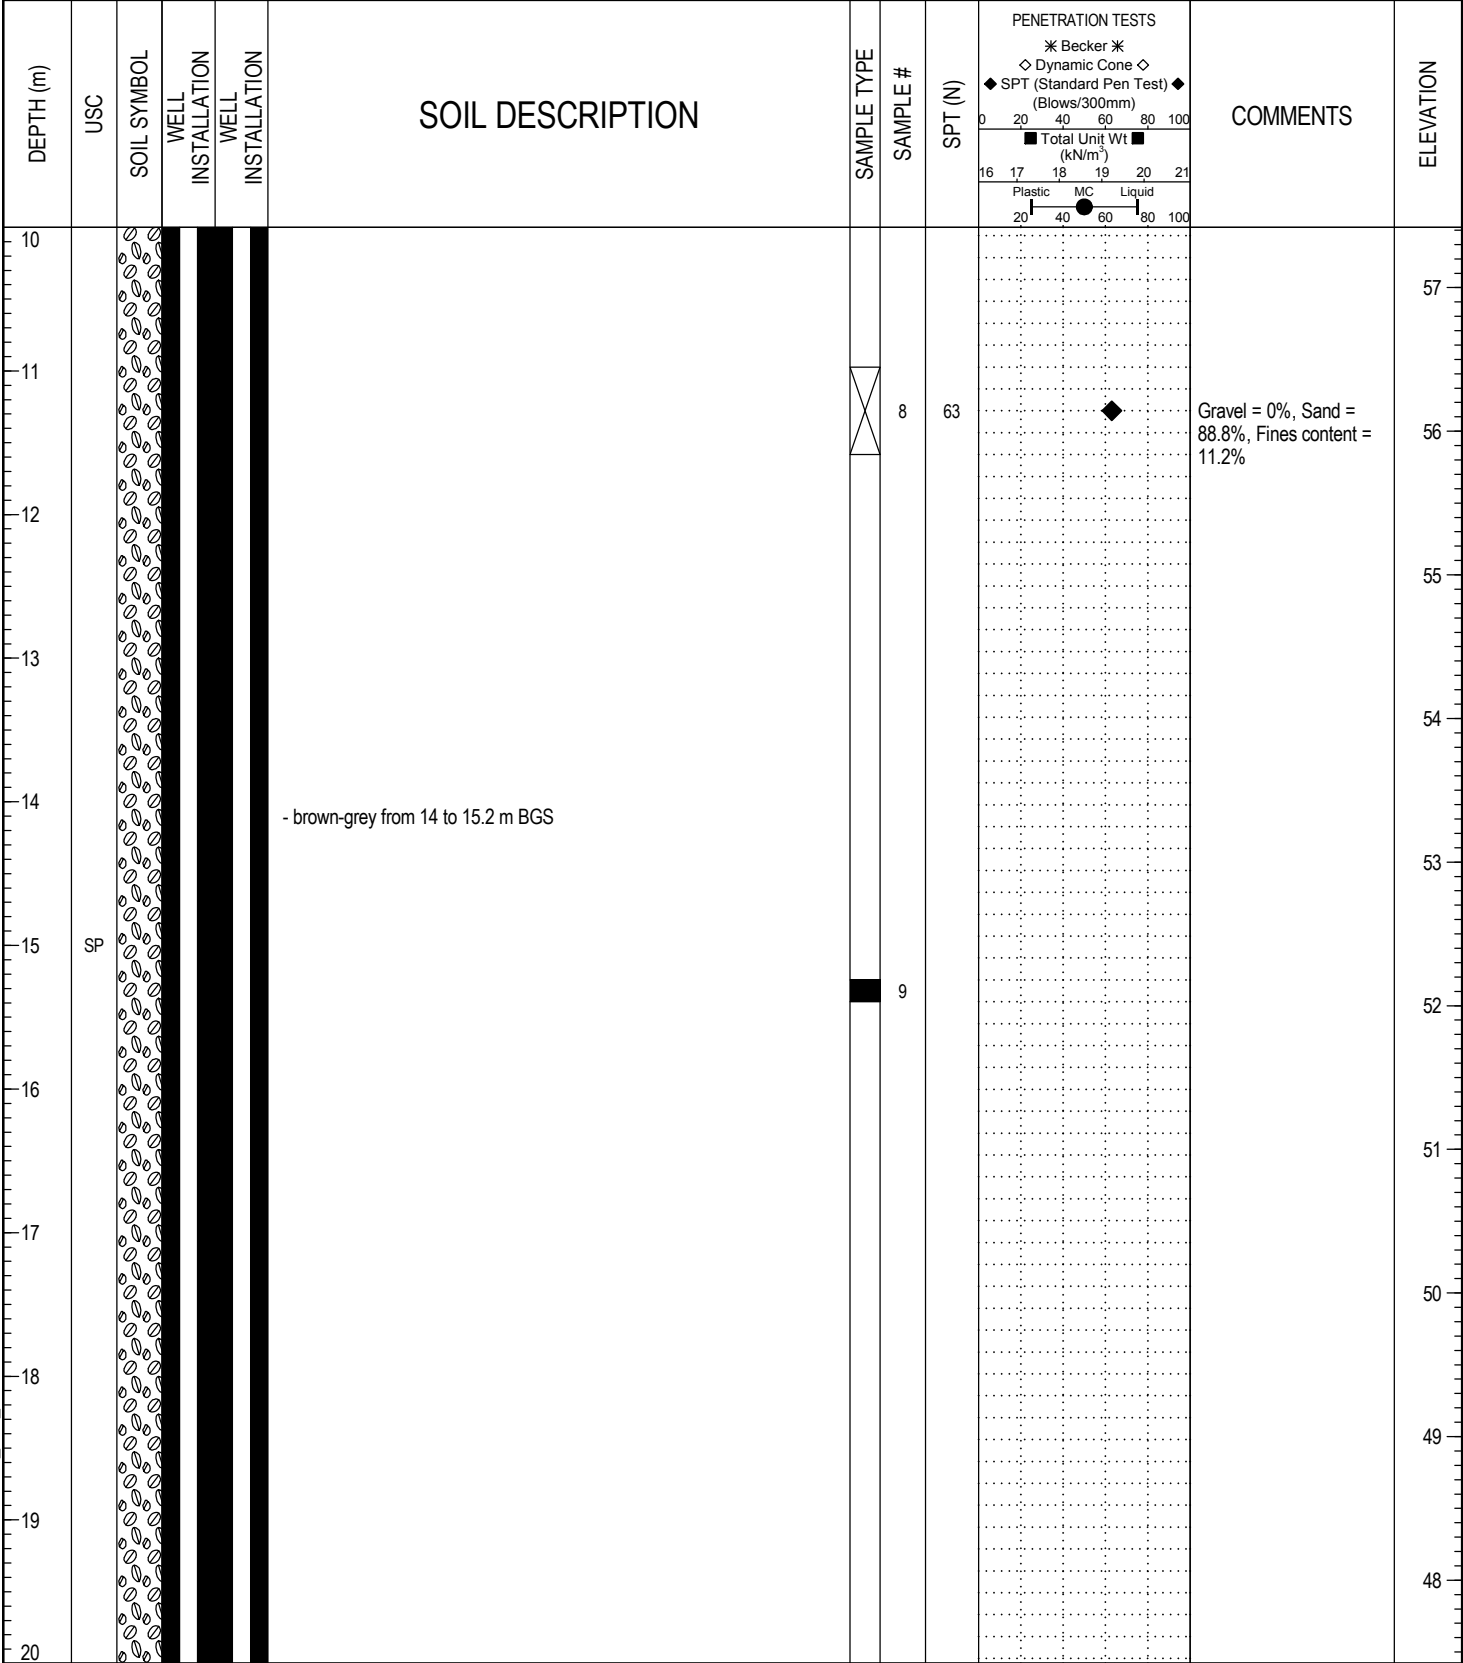 DEPTH (m)
USC
SOIL SYMBOL
WELL
INSTALLATION
WELL
INSTALLATION
SOIL DESCRIPTION
SAMPLE TYPE
SAMPLE #
SPT (N)
PENETRATION TESTS
✳ Becker ✳
◇ Dynamic Cone ◇
◆ SPT (Standard Pen Test) ◆
(Blows/300mm)
0 20 40 60 80 100
■ Total Unit Wt ■
(kN/m³)
16 17 18 19 20 21
Plastic MC Liquid
20 40 60 80 100
COMMENTS
ELEVATION
10
57
11
8 63 Gravel = 0%, Sand =
88.8%, Fines content =
11.2%
56
12
55
13
54
14
- brown-grey from 14 to 15.2 m BGS
53
15 SP
9
52
16
51
17
50
18
49
19
48
20